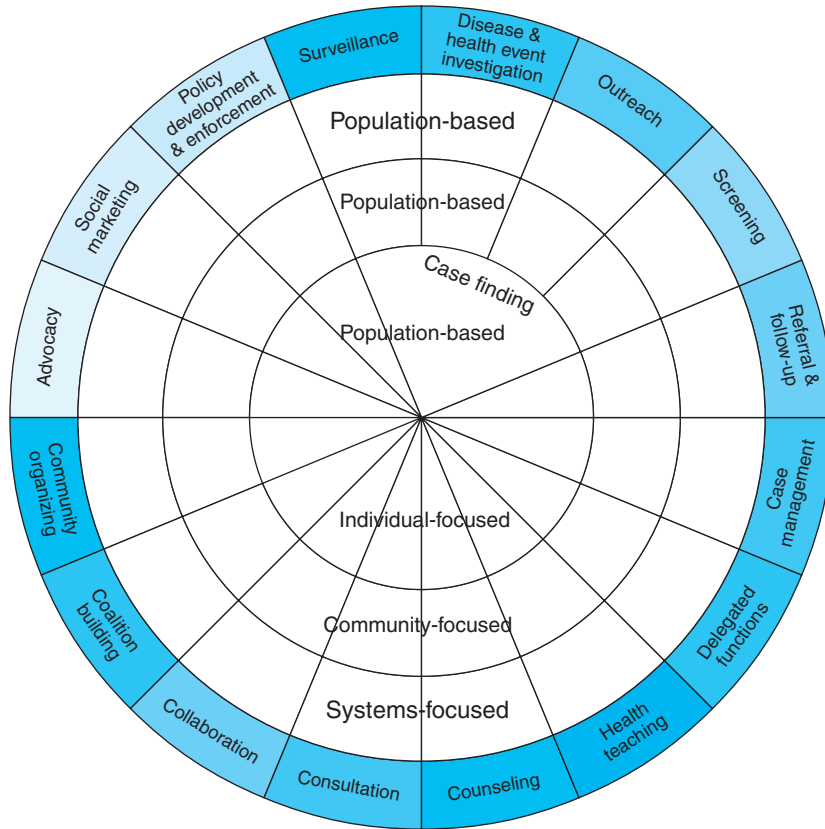 Surveillance
Disease &
health event
investigation
Outreach
Screening
Referral &
follow-up
Case
management
Delegated
functions
Health
teaching
Counseling
Consultation
Collaboration
Coalition
building
Community
organizing
Advocacy
Social
marketing
Policy
development
& enforcement
Population-based
Population-based
Case finding
Population-based
Individual-focused
Community-focused
Systems-focused